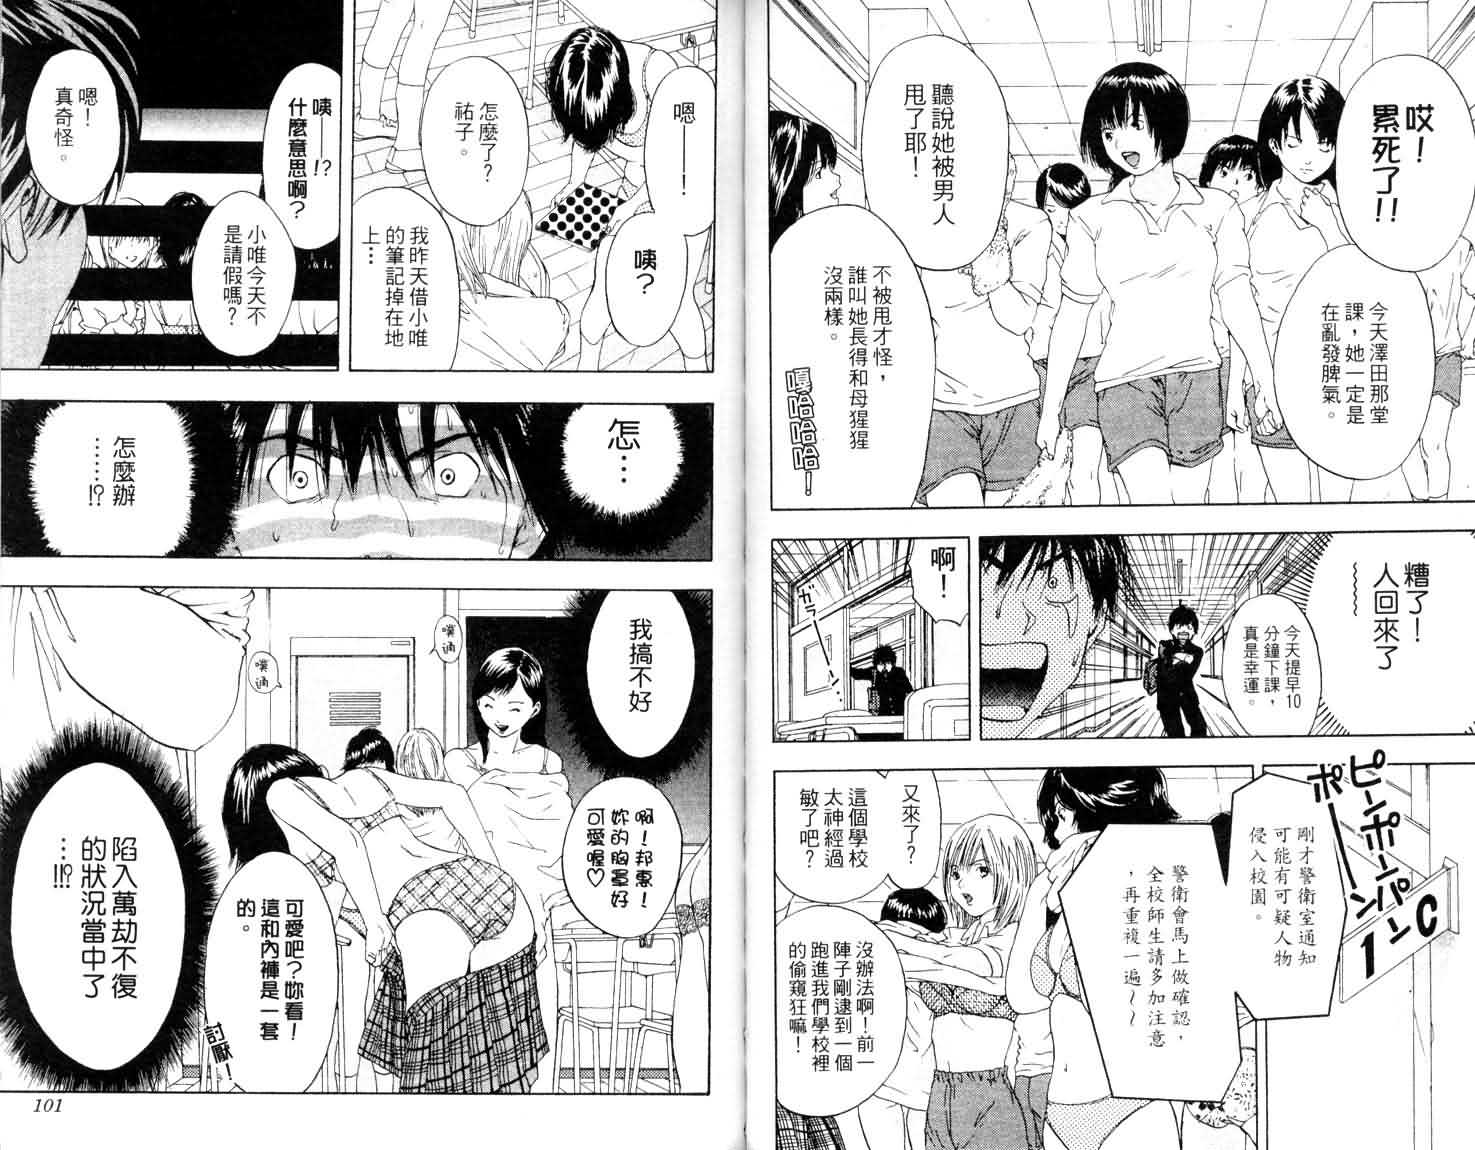 哎！
累死了!!
今天澤田那堂
課，她一定是
在亂發脾氣。
聽說她被男人
甩了耶！
不被甩才怪，
誰叫她長得和母猩猩
沒兩樣。
嘎哈哈哈哈！
糟了！
人回來了
～～～
今天提早10
分鐘下課，
真是幸運。
啊！
ガラー
ピーンポーンパーン
ポーン
1-C
剛才警衛室通知
可能有可疑人物
侵入校園。
警衛會馬上做確認，
全校師生請多加注意
，再重複一遍～～
又來了？
這個學校
太神經過
敏了吧？
沒辦法啊！前一
陣子剛逮到一個
跑進我們學校裡
的偷窺狂嘛！
嗯——！
咦？
怎麼了？
祐子。
我昨天借小唯
的筆記掉在地
上…
咦——!?
什麼意思啊？
小唯今天不
是請假嗎？
嗯！
真奇怪。
怎…
怎麼辦
……!?
我搞不好
噗通
噗通
啊！邦惠！
妳的胸罩好
可愛喔♡
可愛吧？妳看！
這和內褲是一套
的。
討厭！
陷入萬劫不復
的狀況當中了
…!!?
101